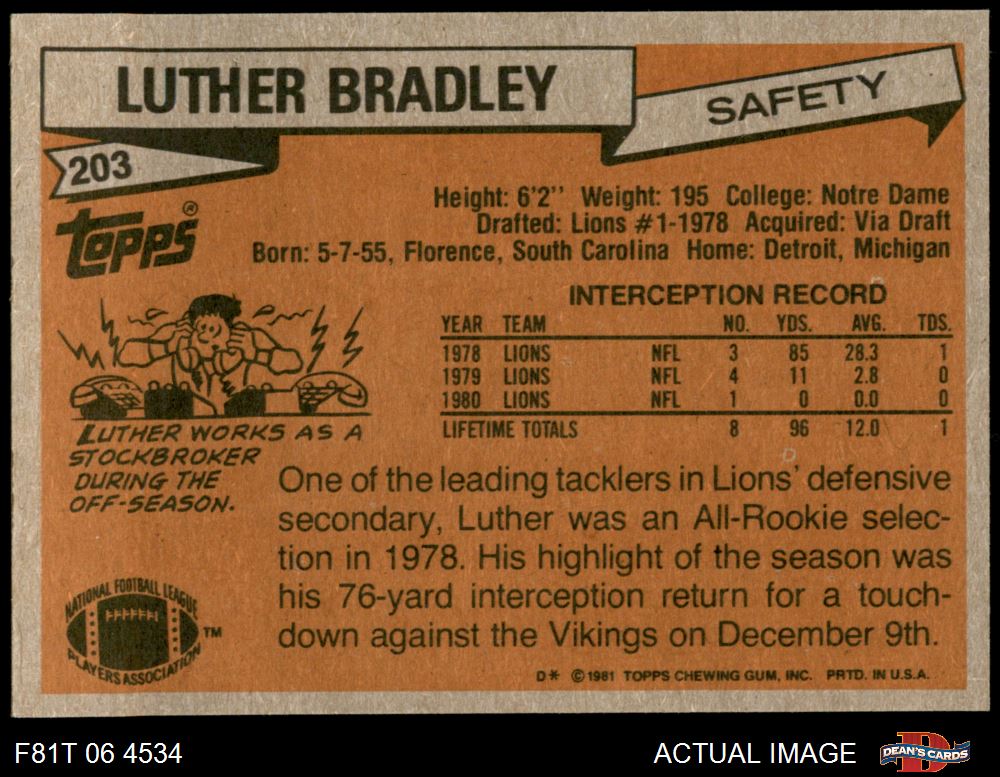 LUTHER BRADLEY
SAFETY
203
topps®
Height: 6'2'' Weight: 195 College: Notre Dame
Drafted: Lions #1-1978 Acquired: Via Draft
Born: 5-7-55, Florence, South Carolina Home: Detroit, Michigan
INTERCEPTION RECORD
YEAR TEAM NO. YDS. AVG. TDS.
1978 LIONS NFL 3 85 28.3 1
1979 LIONS NFL 4 11 2.8 0
1980 LIONS NFL 1 0 0.0 0
LIFETIME TOTALS 8 96 12.0 1
LUTHER WORKS AS A
STOCKBROKER
DURING THE
OFF-SEASON.
One of the leading tacklers in Lions' defensive
secondary, Luther was an All-Rookie selec-
tion in 1978. His highlight of the season was
his 76-yard interception return for a touch-
down against the Vikings on December 9th.
NATIONAL FOOTBALL LEAGUE
PLAYERS ASSOCIATION
TM
D* ©1981 TOPPS CHEWING GUM, INC. PRTD. IN U.S.A.
F81T 06 4534
ACTUAL IMAGE
D
DEAN'S CARDS